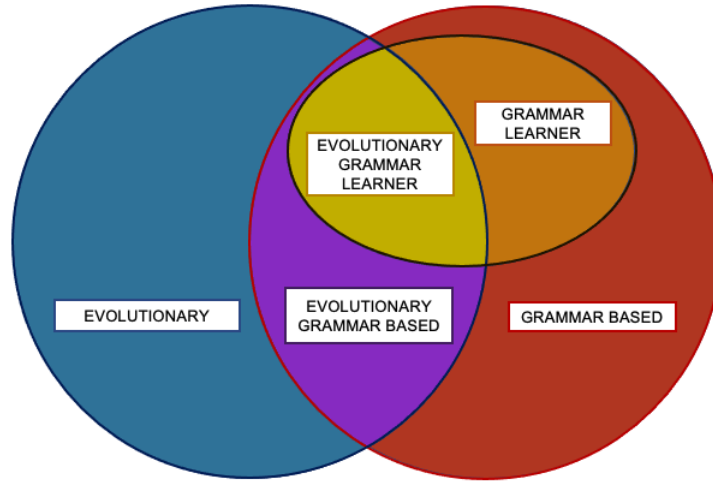 GRAMMAR
LEARNER
EVOLUTIONARY
GRAMMAR
LEARNER
EVOLUTIONARY
EVOLUTIONARY
GRAMMAR BASED
GRAMMAR BASED